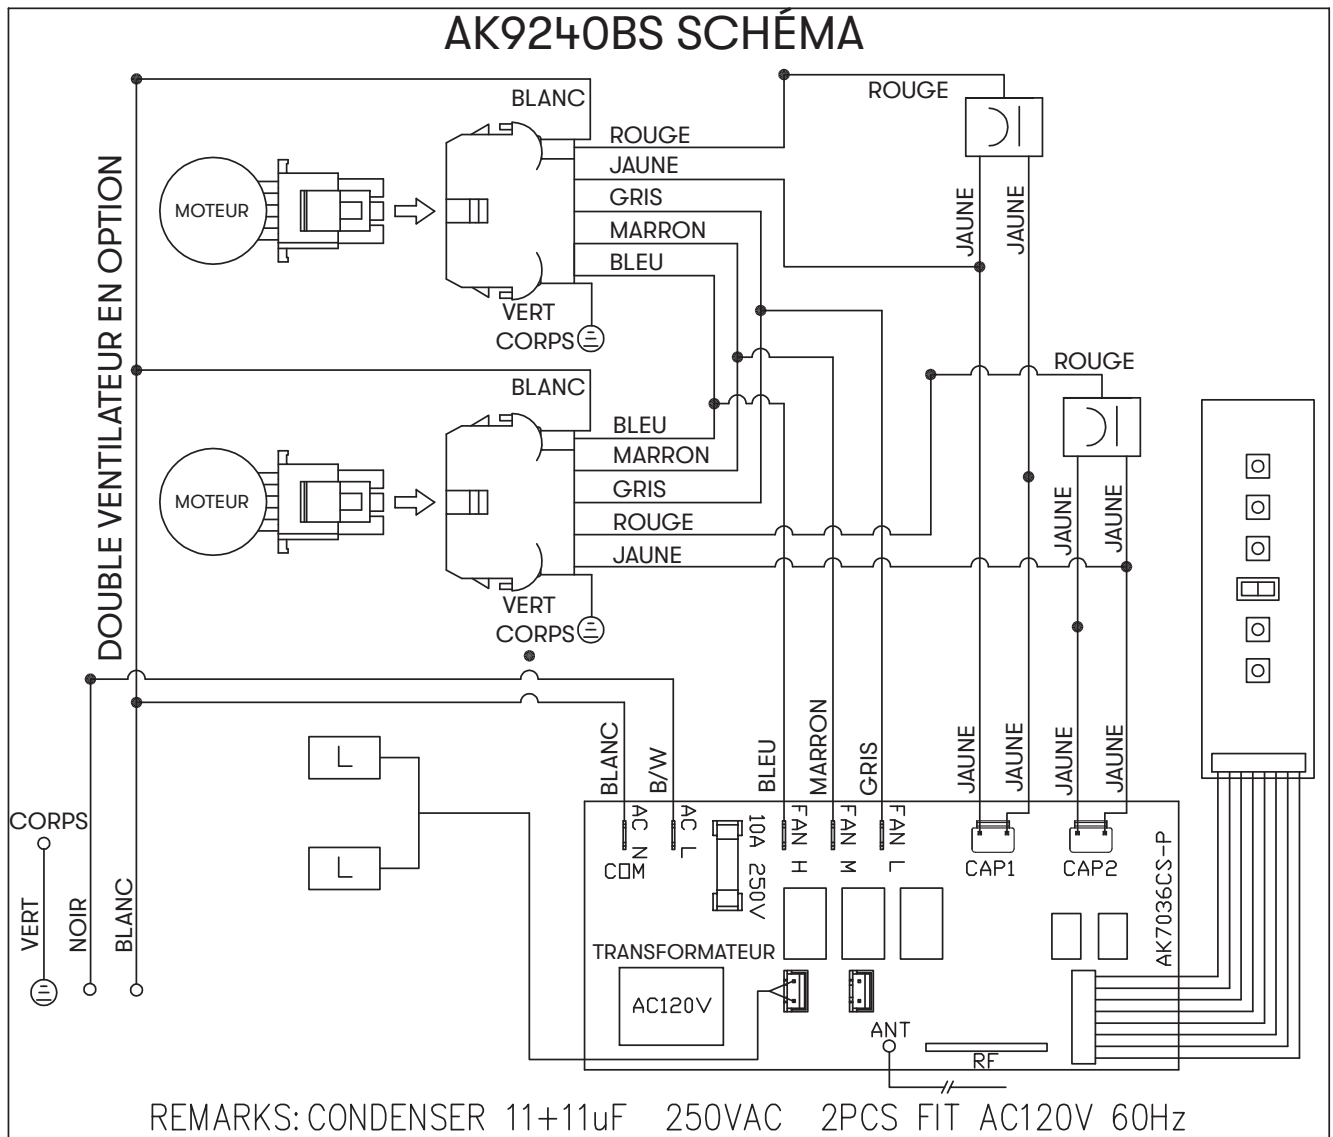 AK9240BS SCHÉMA
DOUBLE VENTILATEUR EN OPTION
BLANC
ROUGE
JAUNE
GRIS
MARRON
BLEU
MOTEUR
VERT
CORPS
ROUGE
JAUNE
JAUNE
BLANC
BLEU
MARRON
GRIS
ROUGE
JAUNE
MOTEUR
VERT
CORPS
ROUGE
JAUNE
JAUNE
L
L
BLANC
B/W
BLEU
MARRON
GRIS
JAUNE
JAUNE
JAUNE
JAUNE
CORPS
VERT
NOIR
BLANC
AC N
COM
AC L
10A 250V
FAN H
FAN M
FAN L
CAP1
CAP2
AK7036CS-P
TRANSFORMATEUR
AC120V
ANT
RF
REMARKS: CONDENSER 11+11uF 250VAC 2PCS FIT AC120V 60Hz